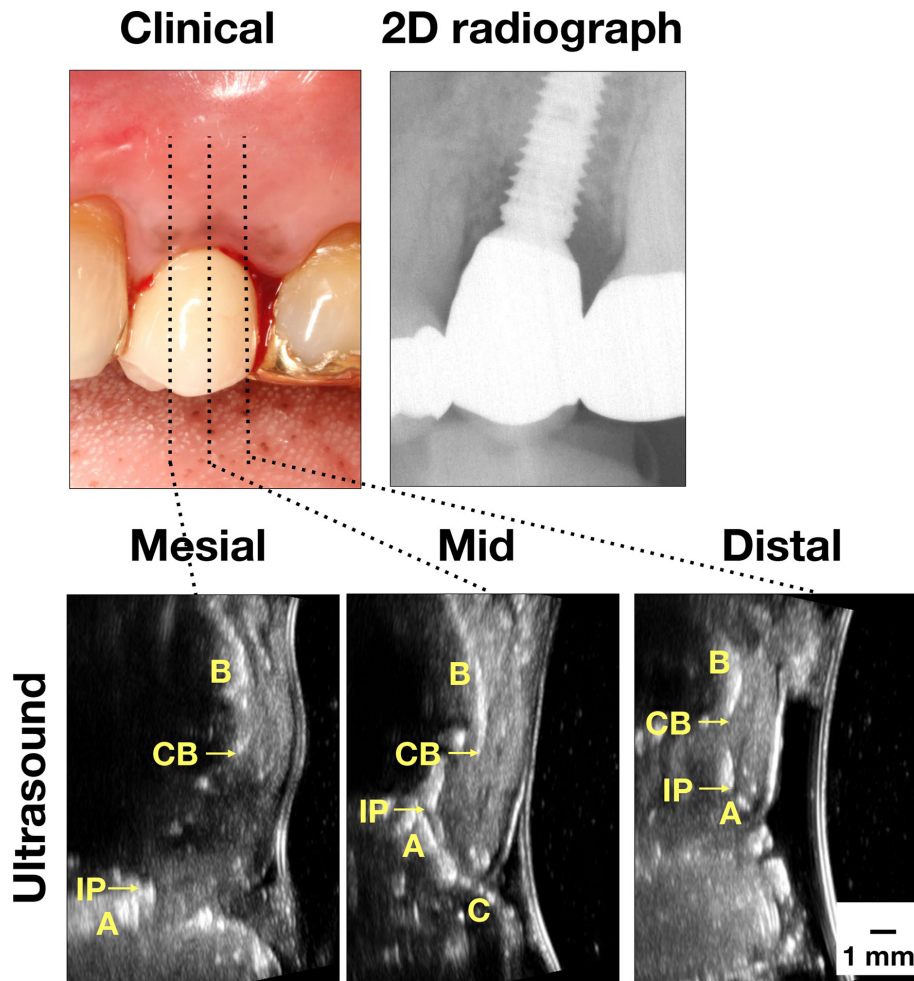 Clinical
2D radiograph
Mesial
Mid
Distal
Ultrasound
B
CB
IP
A
B
CB
IP
A
C
B
CB
IP
A
1 mm